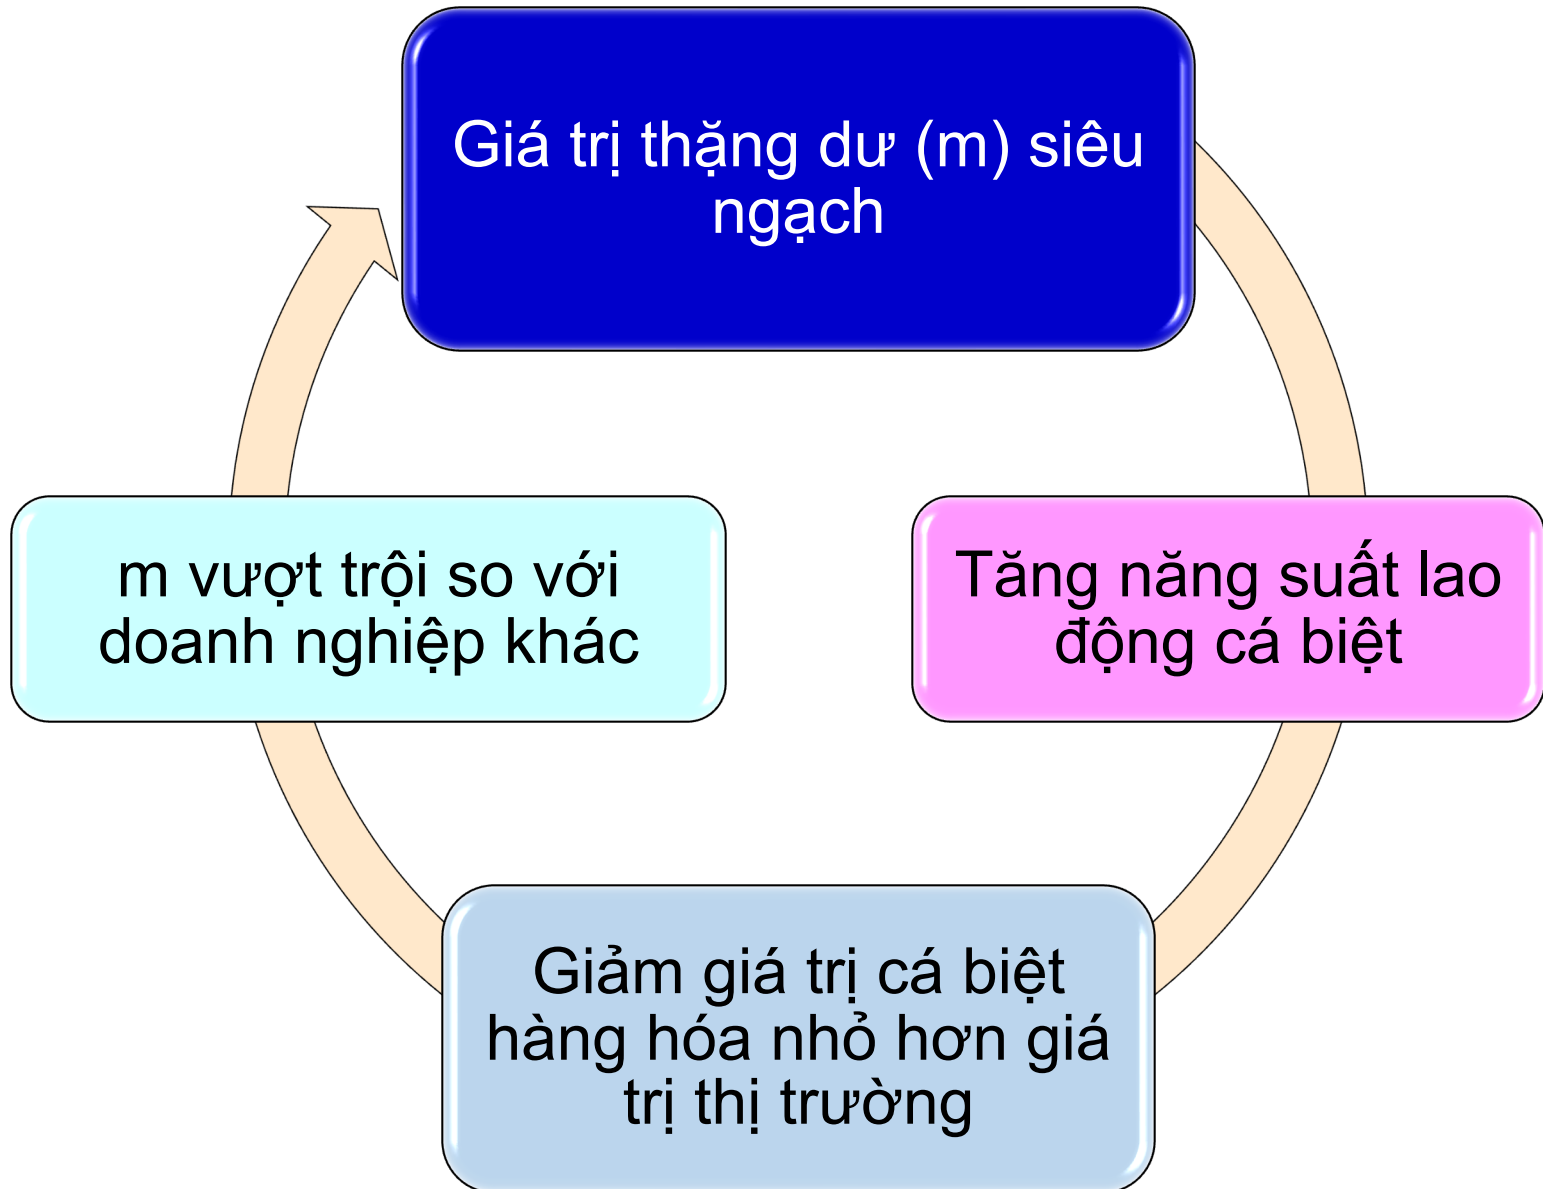 Giá trị thặng dư (m) siêu
ngạch
m vượt trội so với
doanh nghiệp khác
Tăng năng suất lao
động cá biệt
Giảm giá trị cá biệt
hàng hóa nhỏ hơn giá
trị thị trường